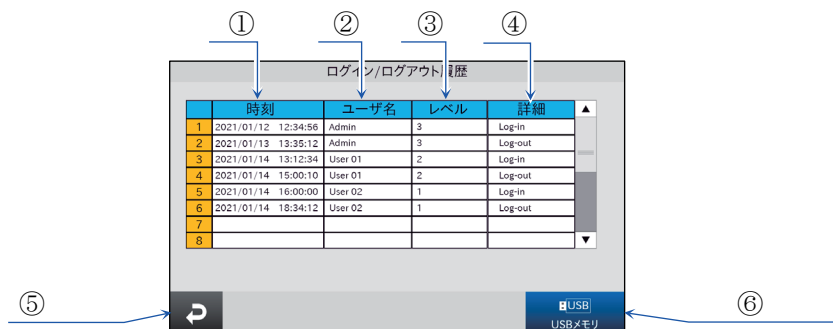 ① ② ③ ④
ログイン/ログアウト履歴
時刻 ユーザ名 レベル 詳細 ▲
1 2021/01/12 12:34:56 Admin 3 Log-in
2 2021/01/13 13:35:12 Admin 3 Log-out
3 2021/01/14 13:12:34 User 01 2 Log-in
4 2021/01/14 15:00:10 User 01 2 Log-out
5 2021/01/14 16:00:00 User 02 1 Log-in
6 2021/01/14 18:34:12 User 02 1 Log-out
7
8 ▼
⑤ ⑥
USB
USBメモリ